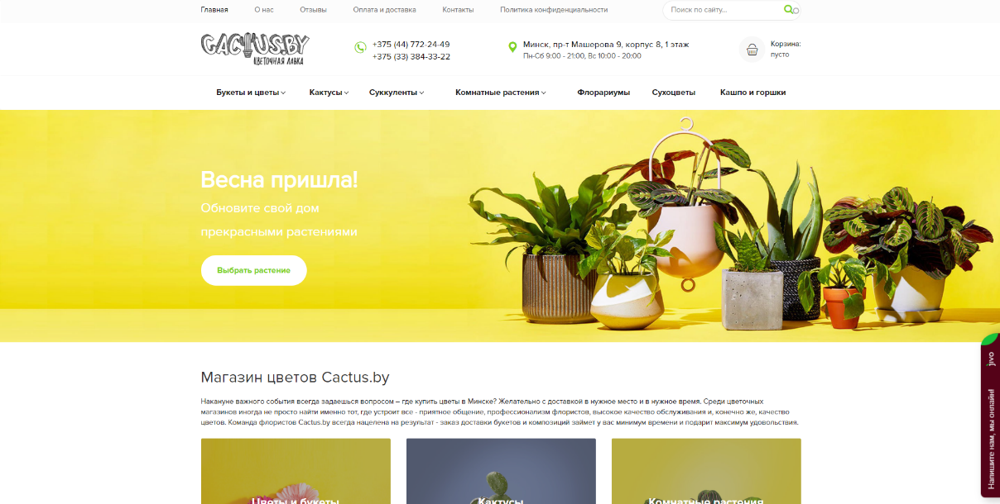 Главная О нас Отзывы Оплата и доставка Контакты Политика конфиденциальности Поиск по сайту...
CACTUS.BY
ЦВЕТОЧНАЯ ЛАВКА
+375 (44) 772-24-49
+375 (33) 384-33-22
Минск, пр-т Машерова 9, корпус 8, 1 этаж
Пн-Сб 9:00 - 21:00, Вс 10:00 - 20:00
Корзина:
пусто
Букеты и цветы Кактусы Суккуленты Комнатные растения Флорариумы Сухоцветы Кашпо и горшки
Весна пришла!
Обновите свой дом
прекрасными растениями
Выбрать растение
Магазин цветов Cactus.by
Накануне важного события всегда задаешься вопросом – где купить цветы в Минске? Желательно с доставкой в нужное место и в нужное время. Среди цветочных
магазинов иногда не просто найти именно тот, где устроит все - приятное общение, профессионализм флористов, высокое качество обслуживания и, конечно же, качество
цветов. Команда флористов Cactus.by всегда нацелена на результат - заказ доставки букетов и композиций займет у вас минимум времени и подарит максимум удовольствия.
Цветы и букеты Кактусы Комнатные растения
Напишите нам, мы онлайн! jivo